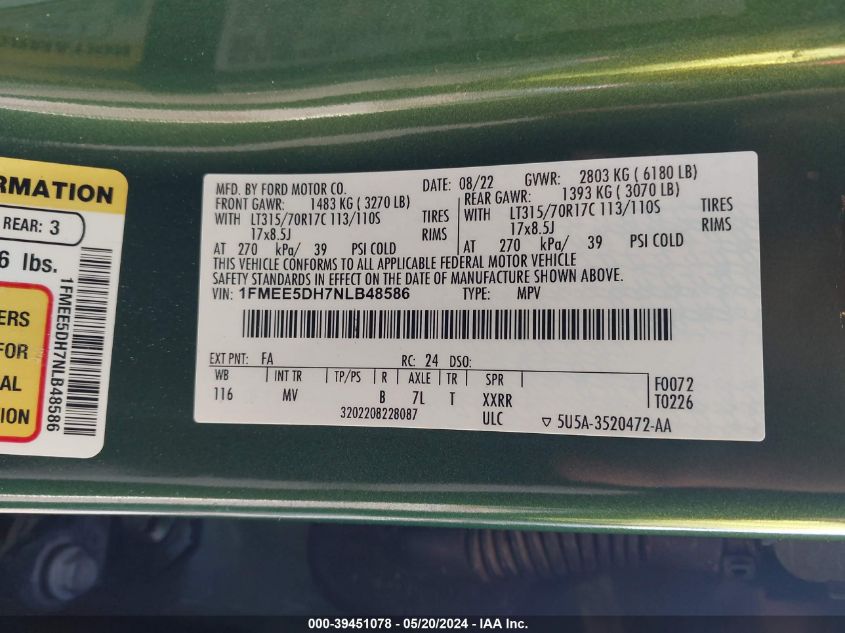 RMATION
REAR: 3
6 lbs.
ERS
FOR
AL
ION
1FMEE5DH7NLB48586
MFD. BY FORD MOTOR CO. DATE: 08/22 GVWR: 2803 KG ( 6180 LB)
FRONT GAWR: 1483 KG ( 3270 LB) REAR GAWR: 1393 KG ( 3070 LB)
WITH LT315/70R17C 113/110S TIRES WITH LT315/70R17C 113/110S TIRES
17x8.5J RIMS 17x8.5J RIMS
AT 270 kPa/ 39 PSI COLD AT 270 kPa/ 39 PSI COLD
THIS VEHICLE CONFORMS TO ALL APPLICABLE FEDERAL MOTOR VEHICLE
SAFETY STANDARDS IN EFFECT ON THE DATE OF MANUFACTURE SHOWN ABOVE.
VIN: 1FMEE5DH7NLB48586 TYPE: MPV
EXT PNT: FA RC: 24 DSO:
WB INT TR TP/PS R AXLE TR SPR F0072
116 MV B 7L T XXRR T0226
3202208228087 ULC ▽ 5U5A-3520472-AA
000-39451078 — 05/20/2024 — IAA Inc.